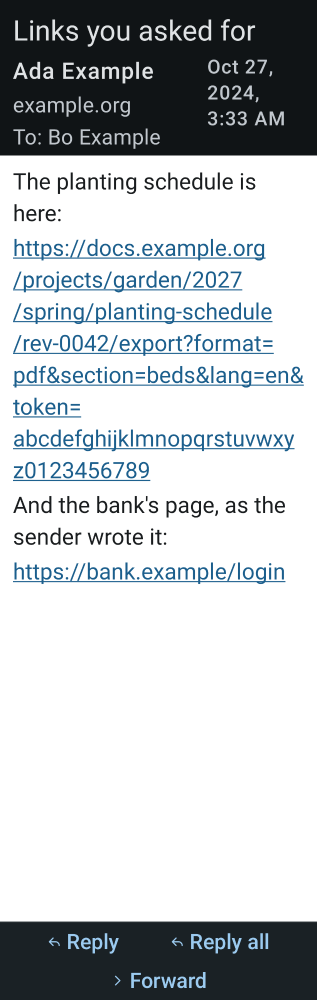 Links you asked for
Ada Example
Oct 27,
2024,
3:33 AM
example.org
To: Bo Example
The planting schedule is
here:
https://docs.example.org
/projects/garden/2027
/spring/planting-schedule
/rev-0042/export?format=
pdf&section=beds&lang=en&
token=
abcdefghijklmnopqrstuvwxy
z0123456789
And the bank's page, as the
sender wrote it:
https://bank.example/login
Reply
Reply all
Forward